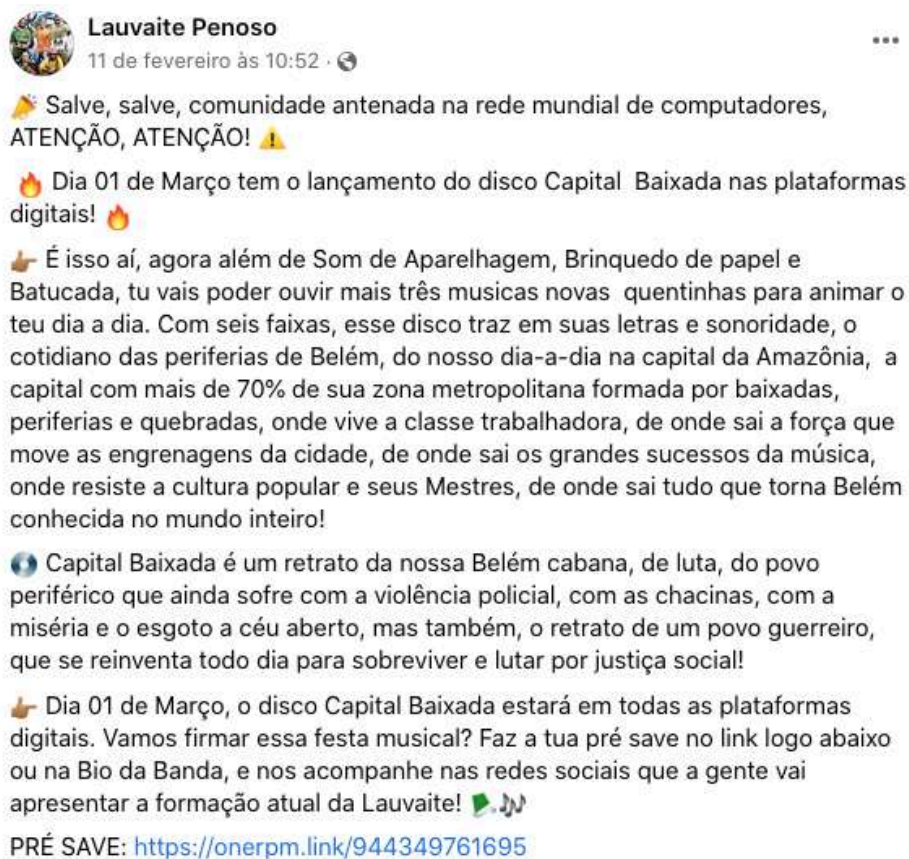 Lauvaite Penoso
11 de fevereiro às 10:52 ·
Salve, salve, comunidade antenada na rede mundial de computadores,
ATENÇÃO, ATENÇÃO! ⚠️
🔥 Dia 01 de Março tem o lançamento do disco Capital  Baixada nas plataformas
digitais! 🔥
👉🏽 É isso aí, agora além de Som de Aparelhagem, Brinquedo de papel e
Batucada, tu vais poder ouvir mais três musicas novas  quentinhas para animar o
teu dia a dia. Com seis faixas, esse disco traz em suas letras e sonoridade, o
cotidiano das periferias de Belém, do nosso dia-a-dia na capital da Amazônia,  a
capital com mais de 70% de sua zona metropolitana formada por baixadas,
periferias e quebradas, onde vive a classe trabalhadora, de onde sai a força que
move as engrenagens da cidade, de onde sai os grandes sucessos da música,
onde resiste a cultura popular e seus Mestres, de onde sai tudo que torna Belém
conhecida no mundo inteiro!
💿 Capital Baixada é um retrato da nossa Belém cabana, de luta, do povo
periférico que ainda sofre com a violência policial, com as chacinas, com a
miséria e o esgoto a céu aberto, mas também, o retrato de um povo guerreiro,
que se reinventa todo dia para sobreviver e lutar por justiça social!
👉🏽 Dia 01 de Março, o disco Capital Baixada estará em todas as plataformas
digitais. Vamos firmar essa festa musical? Faz a tua pré save no link logo abaixo
ou na Bio da Banda, e nos acompanhe nas redes sociais que a gente vai
apresentar a formação atual da Lauvaite! 🎶
PRÉ SAVE: https://onerpm.link/944349761695